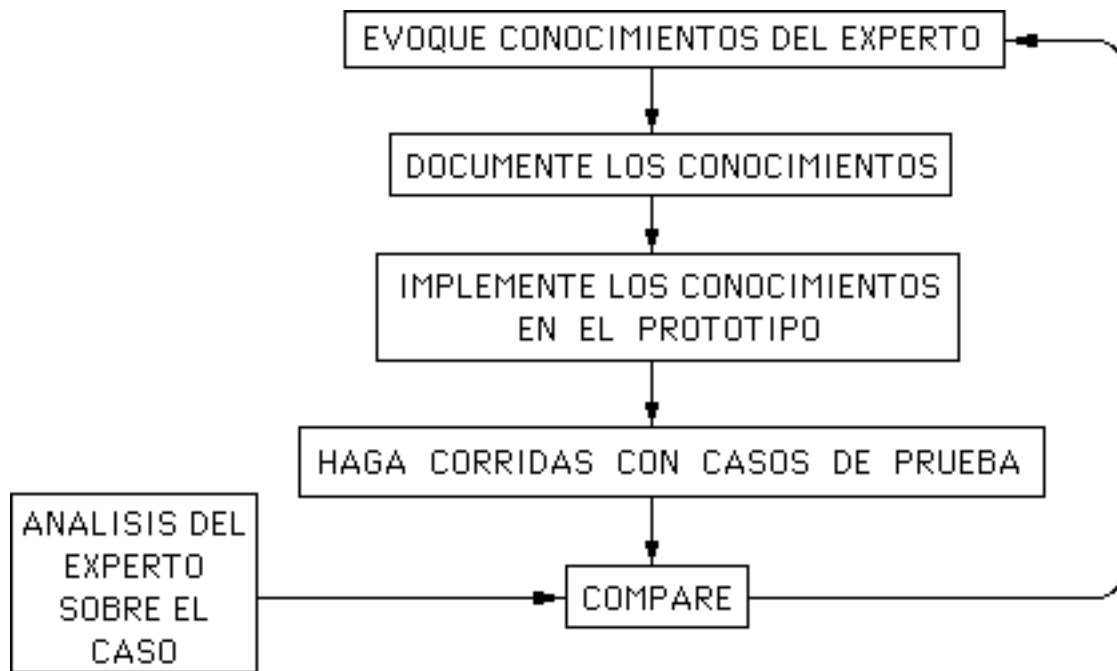 EVOQUE CONOCIMIENTOS DEL EXPERTO
DOCUMENTE LOS CONOCIMIENTOS
IMPLEMENTE LOS CONOCIMIENTOS
EN EL PROTOTIPO
HAGA CORRIDAS CON CASOS DE PRUEBA
ANALISIS DEL
EXPERTO
SOBRE EL
CASO
COMPARE